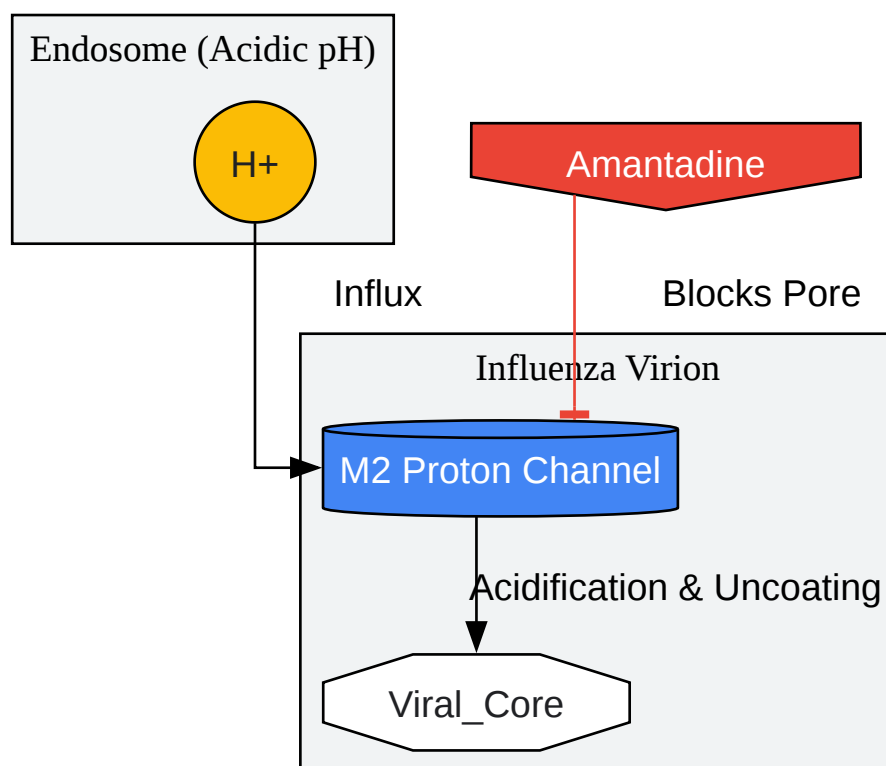 Endosome (Acidic pH)
H+
Amantadine
Influx
Blocks Pore
Influenza Virion
M2 Proton Channel
Acidification & Uncoating
Viral_Core